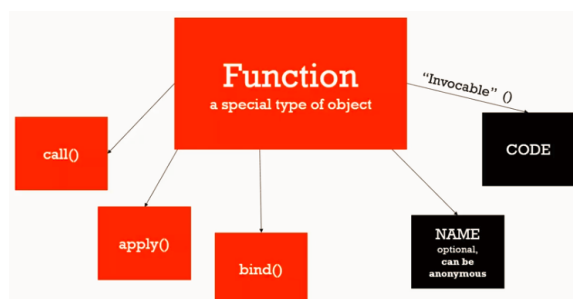 Function
a special type of object
"Invocable" ()
call()
CODE
apply()
bind()
NAME
optional,
can be
anonymous